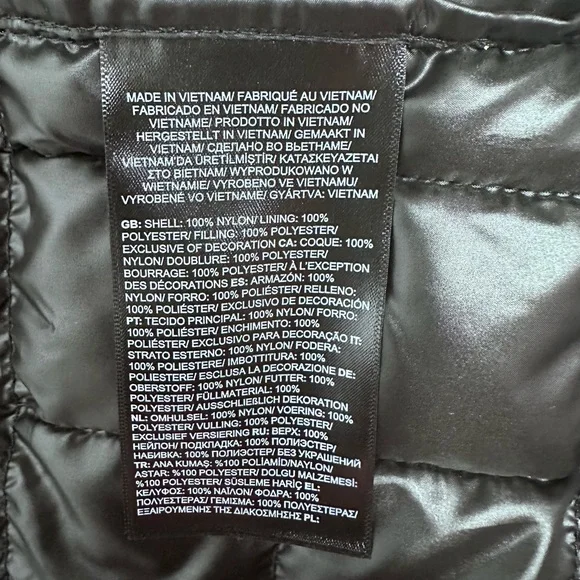 MADE IN VIETNAM/ FABRIQUÉ AU VIETNAM/
FABRICADO EN VIETNAM/ FABRICADO NO
VIETNAME/ PRODOTTO IN VIETNAM/
HERGESTELLT IN VIETNAM/ GEMAAKT IN
VIETNAM/ СДЕЛАНО ВО ВЬЕТНАМЕ/
VIETNAM'DA ÜRETİLMİŞTİR/ ΚΑΤΑΣΚΕΥΑΖΕΤΑΙ
ΣΤΟ ΒΙΕΤΝΑΜ/ WYPRODUKOWANO W
WIETNAMIE/ VYROBENO VE VIETNAMU/
VYROBENÉ VO VIETNAME/ GYÁRTVA: VIETNAM
GB: SHELL: 100% NYLON/ LINING: 100%
POLYESTER/ FILLING: 100% POLYESTER/
EXCLUSIVE OF DECORATION CA: COQUE: 100%
NYLON/ DOUBLURE: 100% POLYESTER/
BOURRAGE: 100% POLYESTER/ À L'EXCEPTION
DES DÉCORATIONS ES: ARMAZÓN: 100%
NYLON/ FORRO: 100% POLIÉSTER/ RELLENO:
100% POLIÉSTER/ EXCLUSIVO DE DECORACIÓN
PT: TECIDO PRINCIPAL: 100% NYLON/ FORRO:
100% POLIÉSTER/ ENCHIMENTO: 100%
POLIÉSTER/ EXCLUSIVO PARA DECORAÇÃO IT:
STRATO ESTERNO: 100% NYLON/ FODERA:
100% POLIESTERE/ IMBOTTITURA: 100%
POLIESTERE/ ESCLUSA LA DECORAZIONE DE:
OBERSTOFF: 100% NYLON/ FUTTER: 100%
POLYESTER/ FÜLLMATERIAL: 100%
POLYESTER/ AUSSCHLIEßLICH DEKORATION
NL: OMHULSEL: 100% NYLON/ VOERING: 100%
POLYESTER/ VULLING: 100% POLYESTER/
EXCLUSIEF VERSIERING RU: ВЕРХ: 100%
НЕЙЛОН/ ПОДКЛАДКА: 100% ПОЛИЭСТЕР/
НАБИВКА: 100% ПОЛИЭСТЕР/ БЕЗ УКРАШЕНИЙ
TR: ANA KUMAŞ: %100 POLİAMİD/NAYLON/
ASTAR: %100 POLYESTER/ DOLGU MALZEMESİ:
%100 POLYESTER/ SÜSLEME HARİÇ EL:
ΚΕΛΥΦΟΣ: 100% ΝΑΪΛΟΝ/ ΦΟΔΡΑ: 100%
ΠΟΛΥΕΣΤΕΡΑΣ/ ΓΕΜΙΣΜΑ: 100% ΠΟΛΥΕΣΤΕΡΑΣ/
ΕΞΑΙΡΟΥΜΕΝΗΣ ΤΗΣ ΔΙΑΚΟΣΜΗΣΗΣ PL: